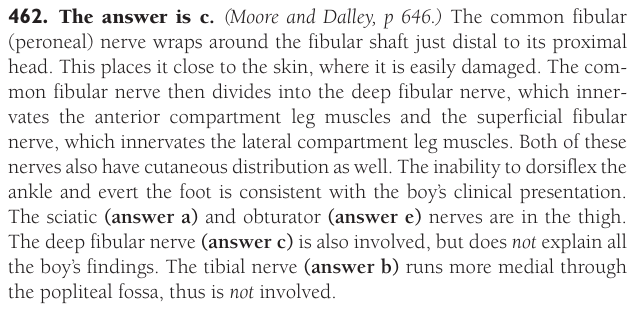 462. The answer is c. (Moore and Dalley, p 646.) The common fibular
(peroneal) nerve wraps around the fibular shaft just distal to its proximal
head. This places it close to the skin, where it is easily damaged. The com-
mon fibular nerve then divides into the deep fibular nerve, which inner-
vates the anterior compartment leg muscles and the superficial fibular
nerve, which innervates the lateral compartment leg muscles. Both of these
nerves also have cutaneous distribution as well. The inability to dorsiflex the
ankle and evert the foot is consistent with the boy's clinical presentation.
The sciatic (answer a) and obturator (answer e) nerves are in the thigh.
The deep fibular nerve (answer c) is also involved, but does not explain all
the boy's findings. The tibial nerve (answer b) runs more medial through
the popliteal fossa, thus is not involved.